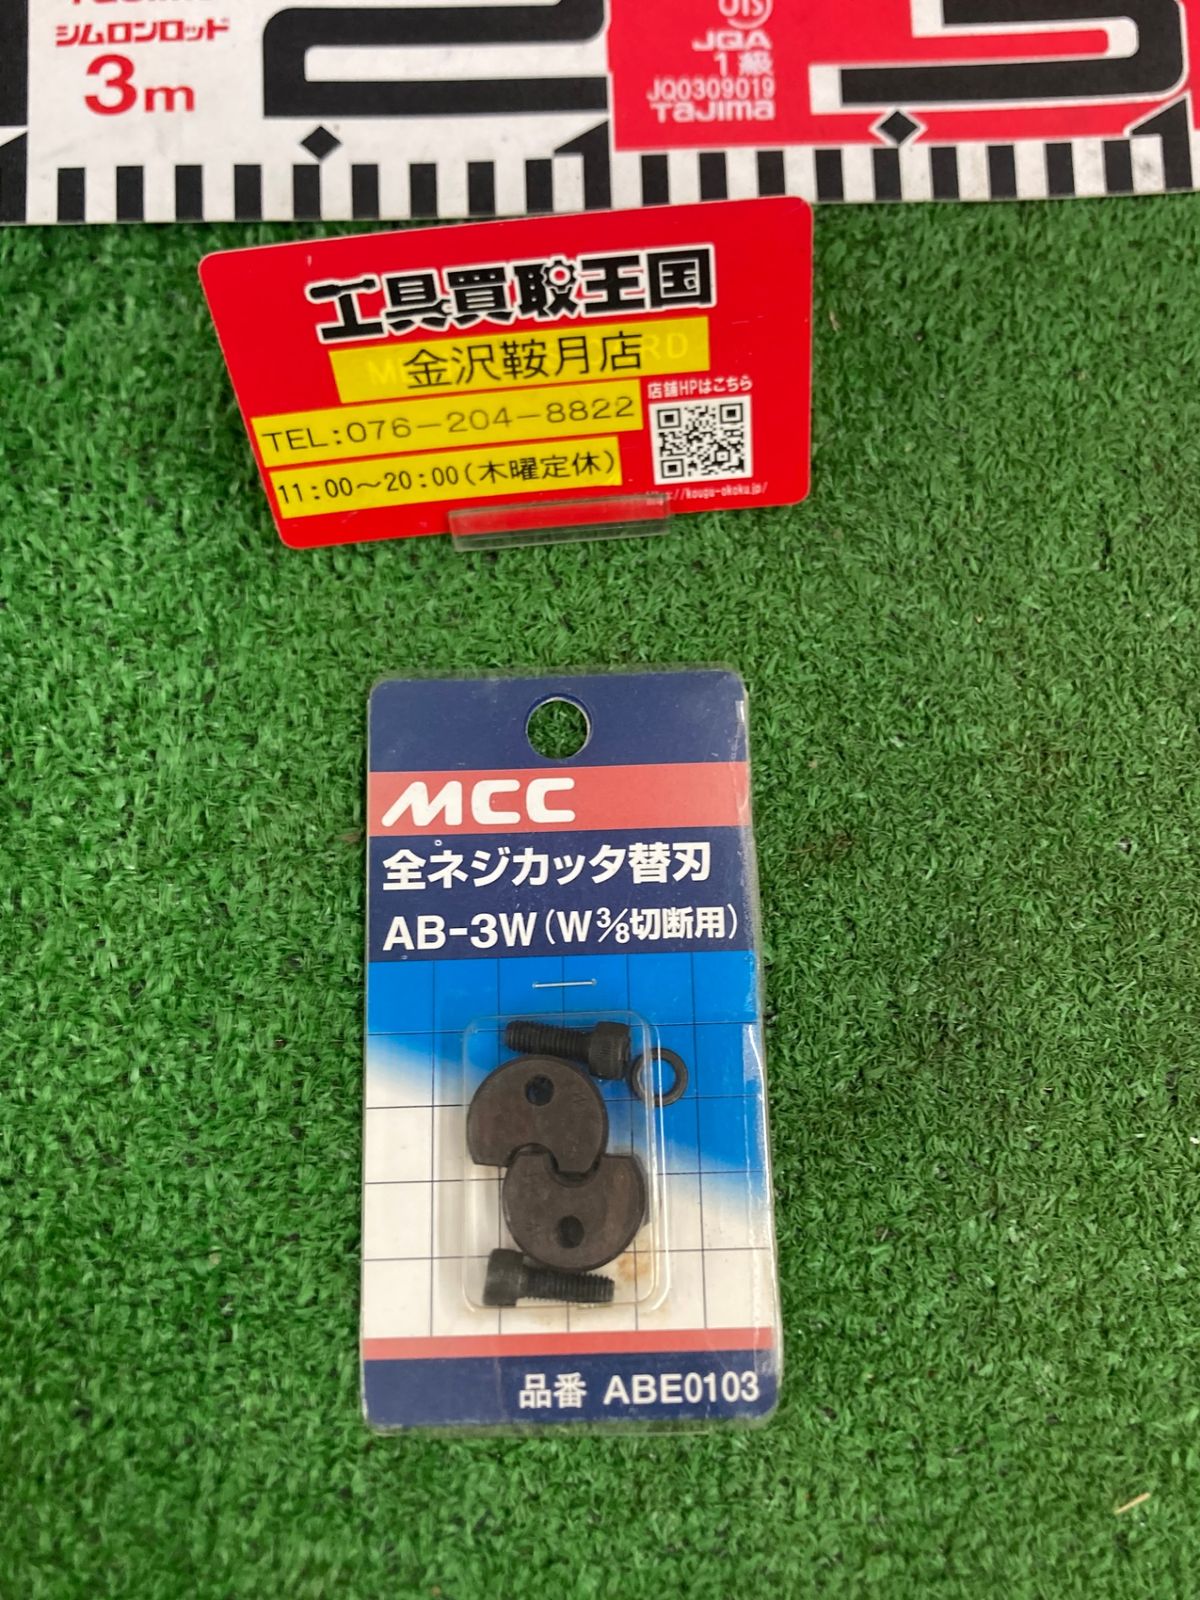 シムロンロッド
3m
JIS
JQA
1級
JQ0309019
Tajima
工具買取王国
金沢鞍月店
TEL:076-204-8822
店舗HPはこちら
11:00～20:00(木曜定休)
MCC
全ネジカッタ替刃
AB-3W(W3/8切断用)
品番 ABE0103